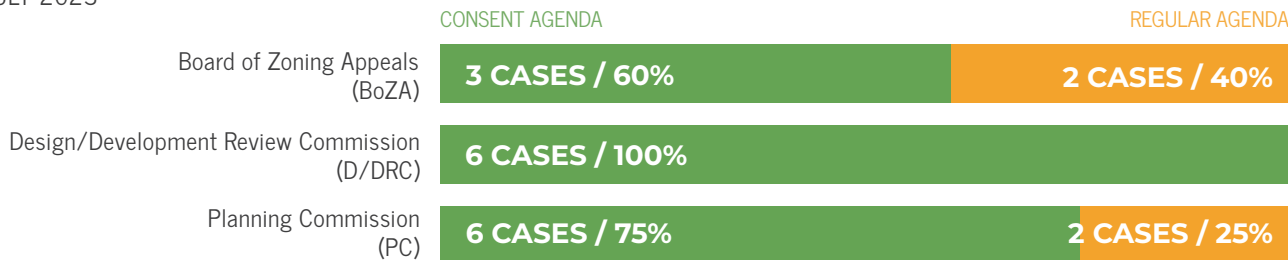 2025
CONSENT AGENDA REGULAR AGENDA
Board of Zoning Appeals
(BoZA)
3 CASES / 60% 2 CASES / 40%
Design/Development Review Commission
(D/DRC)
6 CASES / 100%
Planning Commission
(PC)
6 CASES / 75% 2 CASES / 25%